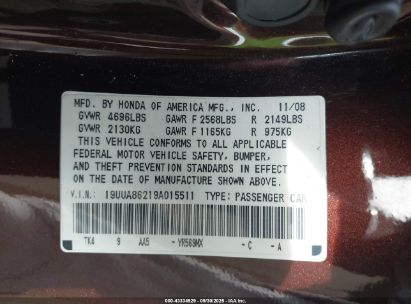 MFD. BY HONDA OF AMERICA MFG., INC. 11/08
GVWR 4696LBS GAWR F 2568LBS R 2149LBS
GVWR 2130KG GAWR F 1165KG R 975KG
THIS VEHICLE CONFORMS TO ALL APPLICABLE
FEDERAL MOTOR VEHICLE SAFETY, BUMPER,
AND THEFT PREVENTION STANDARDS IN EFFECT
ON THE DATE OF MANUFACTURE SHOWN ABOVE.
V.I.N.: 19UUA86219A015511 TYPE: PASSENGER CAR
TK4 9 AA5 - YR569MX - C - A